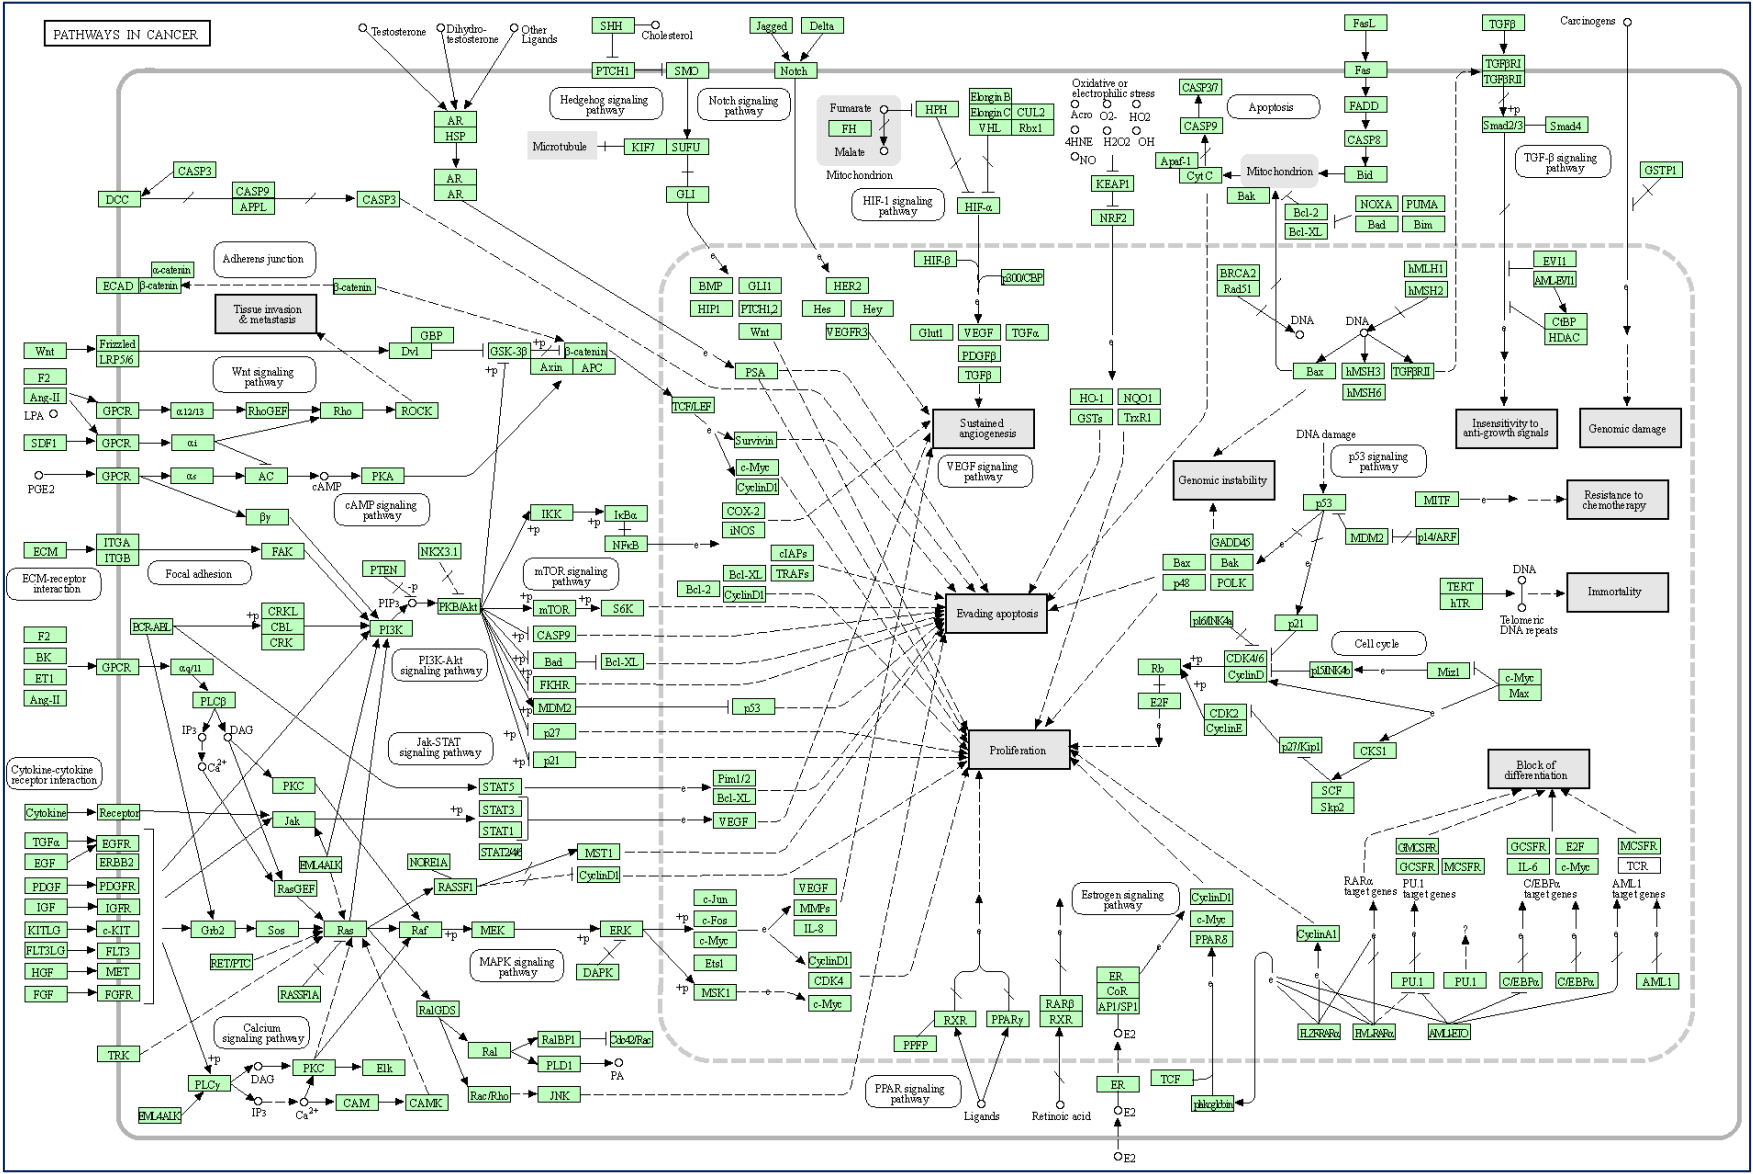 PATHWAYS IN CANCER
Testosterone
Dihydro-
testosterone
Other
Ligands
SHH
Cholesterol
Jagged
Delta
FasL
TGFβ
Carcinogens
PTCH1
SMO
Notch
Fas
TGFβRI
TGFβRII
Hedgehog signaling
pathway
Notch signaling
pathway
Oxidative or
electrophilic stress
Acro
O2-
HO2
4HNE
H2O2
OH
NO
CASP3/7
CASP9
Apoptosis
FADD
CASP8
+p
Smad2/3
Smad4
AR
HSP
AR
AR
Microtubule
KIF7
SUFU
GLI
Fumarate
FH
Malate
Mitochondrion
HPH
Elongin B
Elongin C
CUL2
VHL
Rbx1
HIF-1 signaling
pathway
HIF-α
KEAP1
NRF2
Apaf-1
CytC
Mitochondrion
Bid
Bak
Bcl-2
Bcl-XL
NOXA
PUMA
Bad
Bim
TGF-β signaling
pathway
GSTP1
CASP3
DCC
CASP9
APPL
CASP3
Adherens junction
α-catenin
ECAD
β-catenin
β-catenin
Tissue invasion
& metastasis
e
e
BMP
GLI1
HIP1
PTCH1,2
Wnt
HER2
Hes
Hey
VEGFR3
HIF-β
p300/CBP
Glut1
VEGF
TGFα
PDGFβ
TGFβ
e
BRCA2
Rad51
DNA
hMLH1
hMSH2
DNA
Bax
hMSH3
TGFβRII
hMSH6
EVI1
AML-EVI1
CtBP
HDAC
e
e
e
Wnt
Frizzled
LRP5/6
GBP
Dvl
+p
GSK-3β
+p
β-catenin
Axin
APC
e
PSA
Wnt signaling
pathway
F2
Ang-II
LPA
GPCR
α12/13
RhoGEF
Rho
ROCK
TCF/LEF
e
SDF1
GPCR
αi
PGE2
GPCR
αs
AC
cAMP
PKA
cAMP signaling
pathway
βγ
Survivin
c-Myc
CyclinD1
COX-2
iNOS
Sustained
angiogenesis
VEGF signaling
pathway
HO-1
NQO1
GSTs
TrxR1
e
Genomic instability
Insensitivity to
anti-growth signals
Genomic damage
DNA damage
p53 signaling
pathway
p53
MITF
e
Resistance to
chemotherapy
MDM2
p14/ARF
ECM
ITGA
ITGB
FAK
ECM-receptor
interaction
Focal adhesion
PTEN
-p
PIP3
+p
NKX3.1
PKB/Akt
+p
IKK
+p
IκBα
NFκB
e
mTOR signaling
pathway
+p
mTOR
+p
S6K
cIAPs
Bcl-XL
TRAFs
Bcl-2
CyclinD1
GADD45
Bax
Bak
p48
POLK
e
e
TERT
hTR
DNA
Telomeric
DNA repeats
Immortality
Evading apoptosis
BCR-ABL
+p
CRKL
CBL
CRK
PI3K
PI3K-Akt
signaling pathway
+p
CASP9
+p
Bad
Bcl-XL
+p
FKHR
+p
MDM2
p53
+p
p27
+p
p21
F2
BK
ET1
Ang-II
GPCR
αq/11
PLCβ
IP3
DAG
Ca2+
PKC
Jak-STAT
signaling pathway
Proliferation
p16/INK4a
p21
CDK4/6
CyclinD
p15/INK4b
Miz1
c-Myc
Max
Cell cycle
Rb
+p
+p
E2F
e
CDK2
CyclinE
p27/Kip1
e
CKS1
SCF
Skp2
Block of
differentiation
Cytokine-cytokine
receptor interaction
Cytokine
Receptor
Jak
+p
STAT5
STAT3
STAT1
STAT2/4/6
e
e
Pim1/2
Bcl-XL
VEGF
TGFα
EGFR
EGF
ERBB2
PDGF
PDGFR
IGF
IGFR
KITLG
c-KIT
FLT3LG
FLT3
HGF
MET
FGF
FGFR
EML4ALK
NORE1A
RASSF1
MST1
CyclinD1
RasGEF
Grb2
Sos
Ras
Raf
+p
MEK
+p
ERK
RET/PTC
RASSF1A
MAPK signaling
pathway
DAPK
+p
+p
c-Jun
c-Fos
c-Myc
Ets1
MSK1
e
e
VEGF
MMPs
IL-8
CyclinD1
CDK4
c-Myc
TRK
Calcium
signaling pathway
+p
PLCγ
DAG
PKC
Elk
IP3
Ca2+
CAM
CAMK
EML4ALK
RalGDS
Ral
RalBP1
Cdc42/Rac
PLD1
PA
Rac/Rho
JNK
e
RXR
PPARγ
PPFP
PPAR signaling
pathway
Ligands
e
RARβ
RXR
Retinoic acid
Estrogen signaling
pathway
CyclinD1
c-Myc
PPARδ
e
ER
CoR
AP1/SP1
E2
ER
E2
E2
TCF
plakoglobin
e
CyclinA1
e
RARα
target genes
GMCSFR
GCSFR
MCSFR
PU.1
target genes
GCSFR
E2F
IL-6
c-Myc
C/EBPα
target genes
MCSFR
TCR
AML1
target genes
e
e
?
e
e
e
PU.1
PU.1
C/EBPα
C/EBPα
AML1
PLZF-RARα
PML-RARα
AML1-ETO